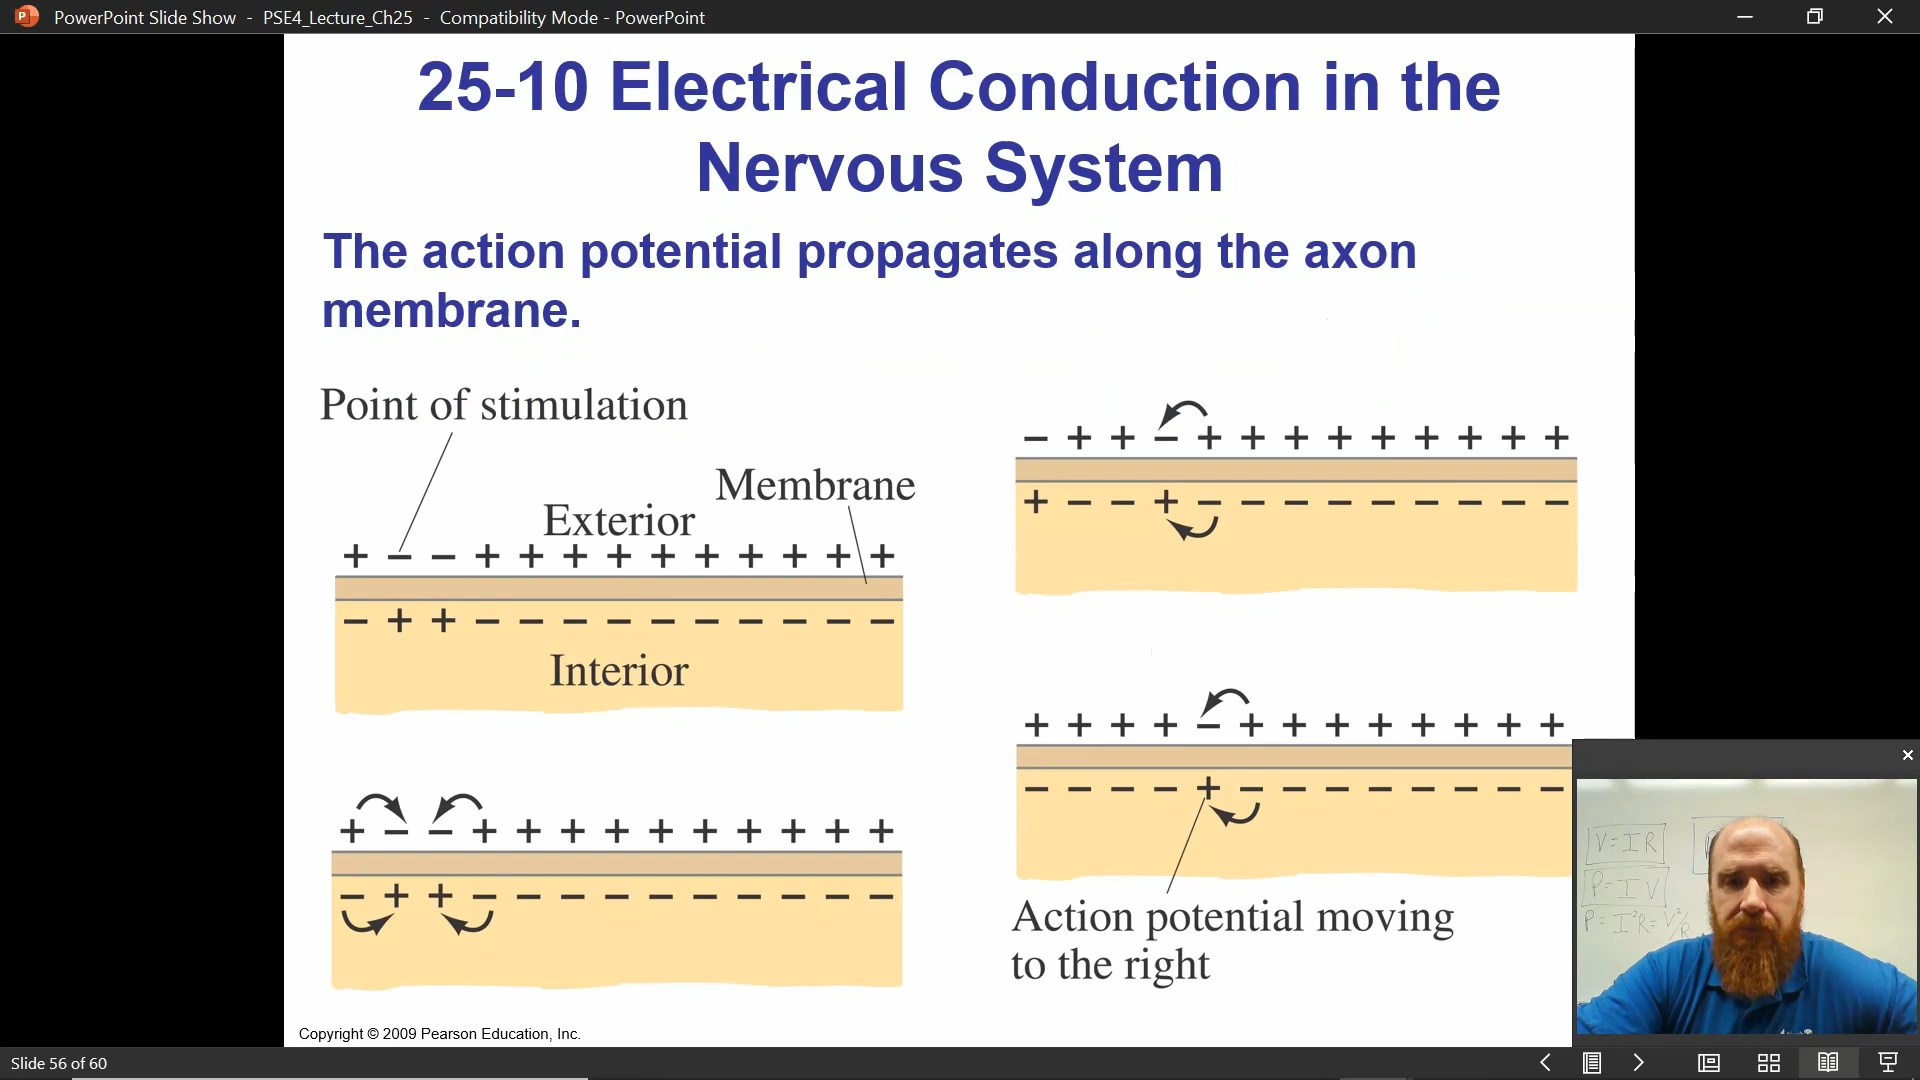 PowerPoint Slide Show - PSE4_Lecture_Ch25 - Compatibility Mode - PowerPoint
25-10 Electrical Conduction in the
Nervous System
The action potential propagates along the axon
membrane.
Point of stimulation
Membrane
Exterior
+ − − + + + + + + + + + +
− + + − − − − − − − − − −
Interior
+ − − + + + + + + + + + +
− + + − − − − − − − − − −
− + + − + + + + + + + + +
+ − − + − − − − − − − − −
+ + + + − + + + + + + + +
− − − − + − − − − − − − −
Action potential moving
to the right
V = I R
P = I V
P = I²R = V²/R
Copyright © 2009 Pearson Education, Inc.
Slide 56 of 60